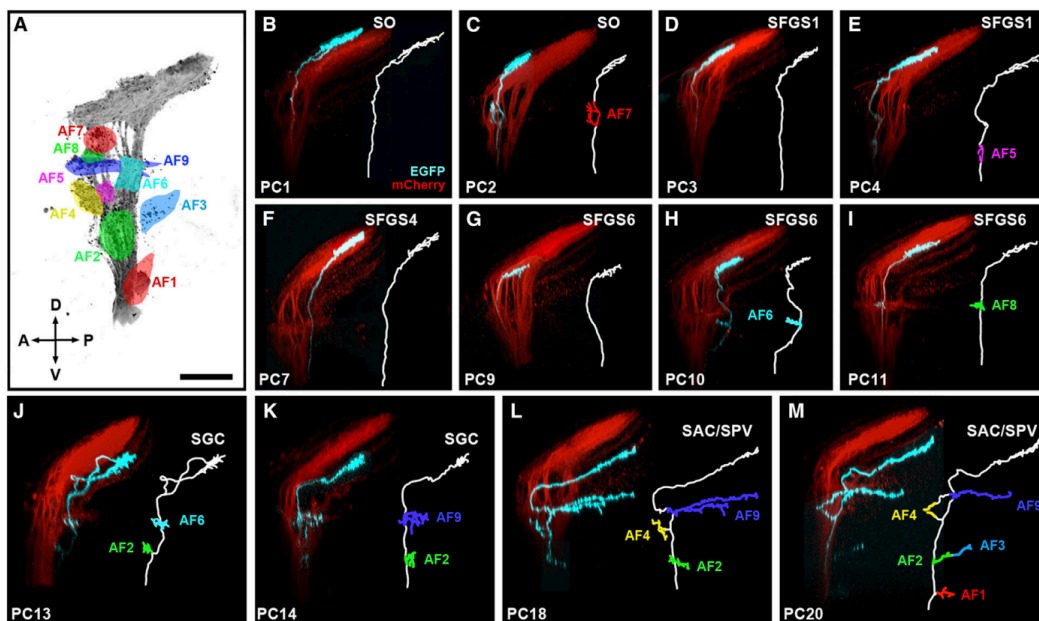 A
AF7
AF8
AF9
AF5
AF6
AF4
AF3
AF2
AF1
D
A P
V
B SO
EGFP
mCherry
PC1
C SO
AF7
PC2
D SFGS1
PC3
E SFGS1
AF5
PC4
F SFGS4
PC7
G SFGS6
PC9
H SFGS6
AF6
PC10
I SFGS6
AF8
PC11
J
SGC
AF6
AF2
PC13
K
SGC
AF9
AF2
PC14
L
SAC/SPV
AF9
AF4
AF2
PC18
M
SAC/SPV
AF4
AF9
AF2
AF3
AF1
PC20